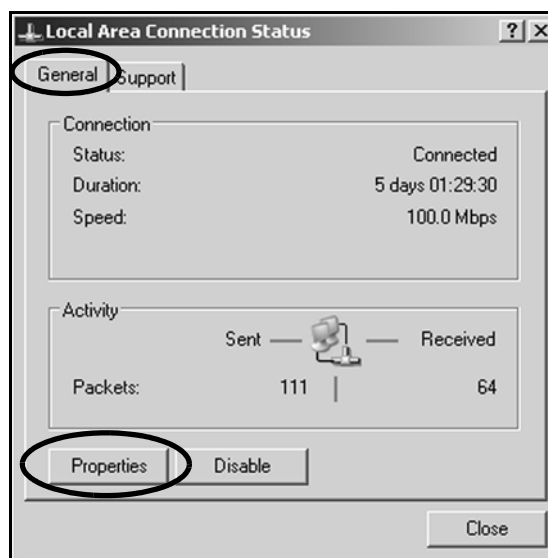 Local Area Connection Status
General Support
Connection
Status: Connected
Duration: 5 days 01:29:30
Speed: 100.0 Mbps
Activity
Sent Received
Packets: 111 64
Properties Disable
Close